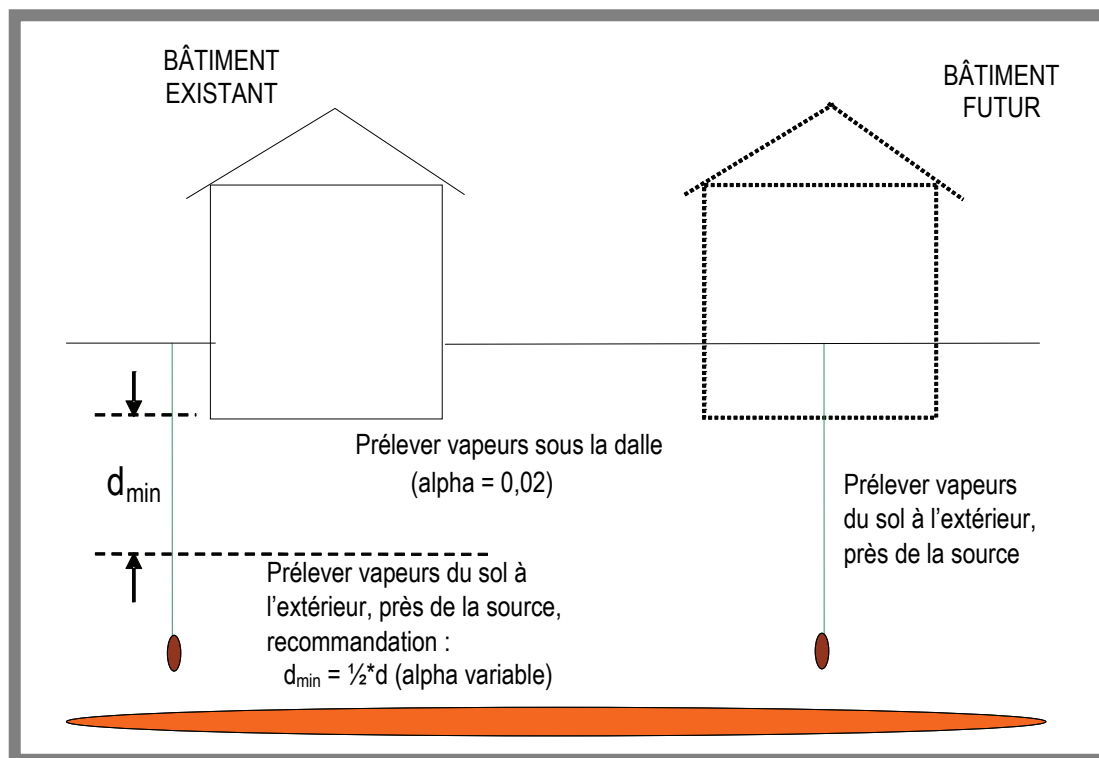 BÂTIMENT
EXISTANT
BÂTIMENT
FUTUR
Prélever vapeurs sous la dalle
(alpha = 0,02)
dmin
Prélever vapeurs
du sol à l'extérieur,
près de la source
Prélever vapeurs du sol à
l'extérieur, près de la source,
recommandation :
dmin = ½*d (alpha variable)